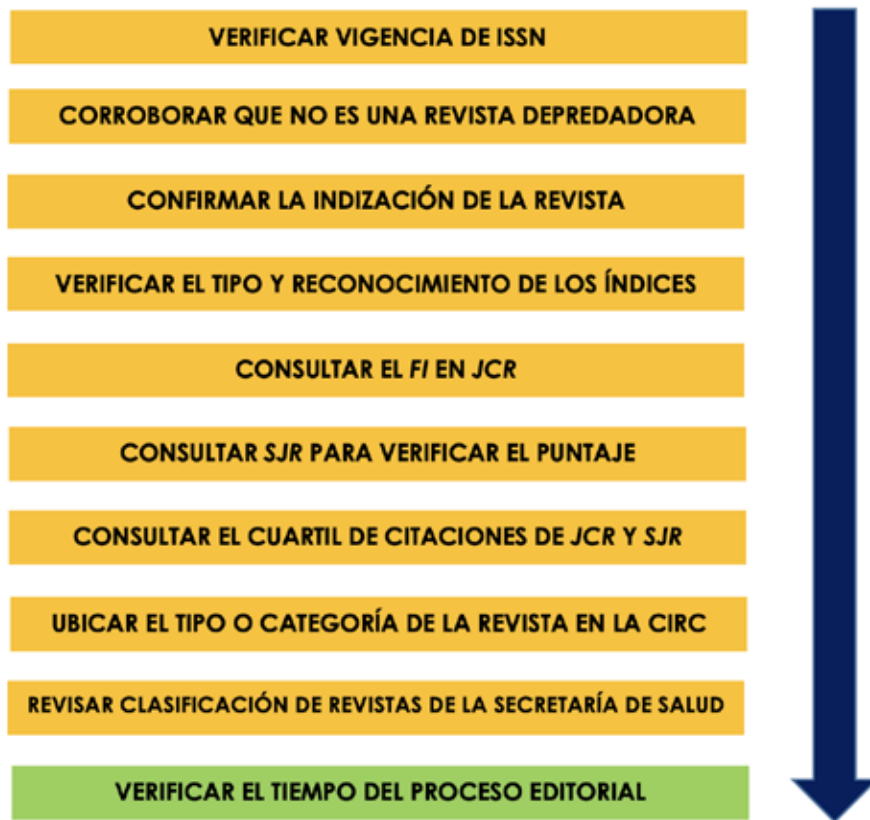 VERIFICAR VIGENCIA DE ISSN
CORROBORAR QUE NO ES UNA REVISTA DEPREDADORA
CONFIRMAR LA INDIZACIÓN DE LA REVISTA
VERIFICAR EL TIPO Y RECONOCIMIENTO DE LOS ÍNDICES
CONSULTAR EL FI EN JCR
CONSULTAR SJR PARA VERIFICAR EL PUNTAJE
CONSULTAR EL CUARTIL DE CITACIONES DE JCR Y SJR
UBICAR EL TIPO O CATEGORÍA DE LA REVISTA EN LA CIRC
REVISAR CLASIFICACIÓN DE REVISTAS DE LA SECRETARÍA DE SALUD
VERIFICAR EL TIEMPO DEL PROCESO EDITORIAL